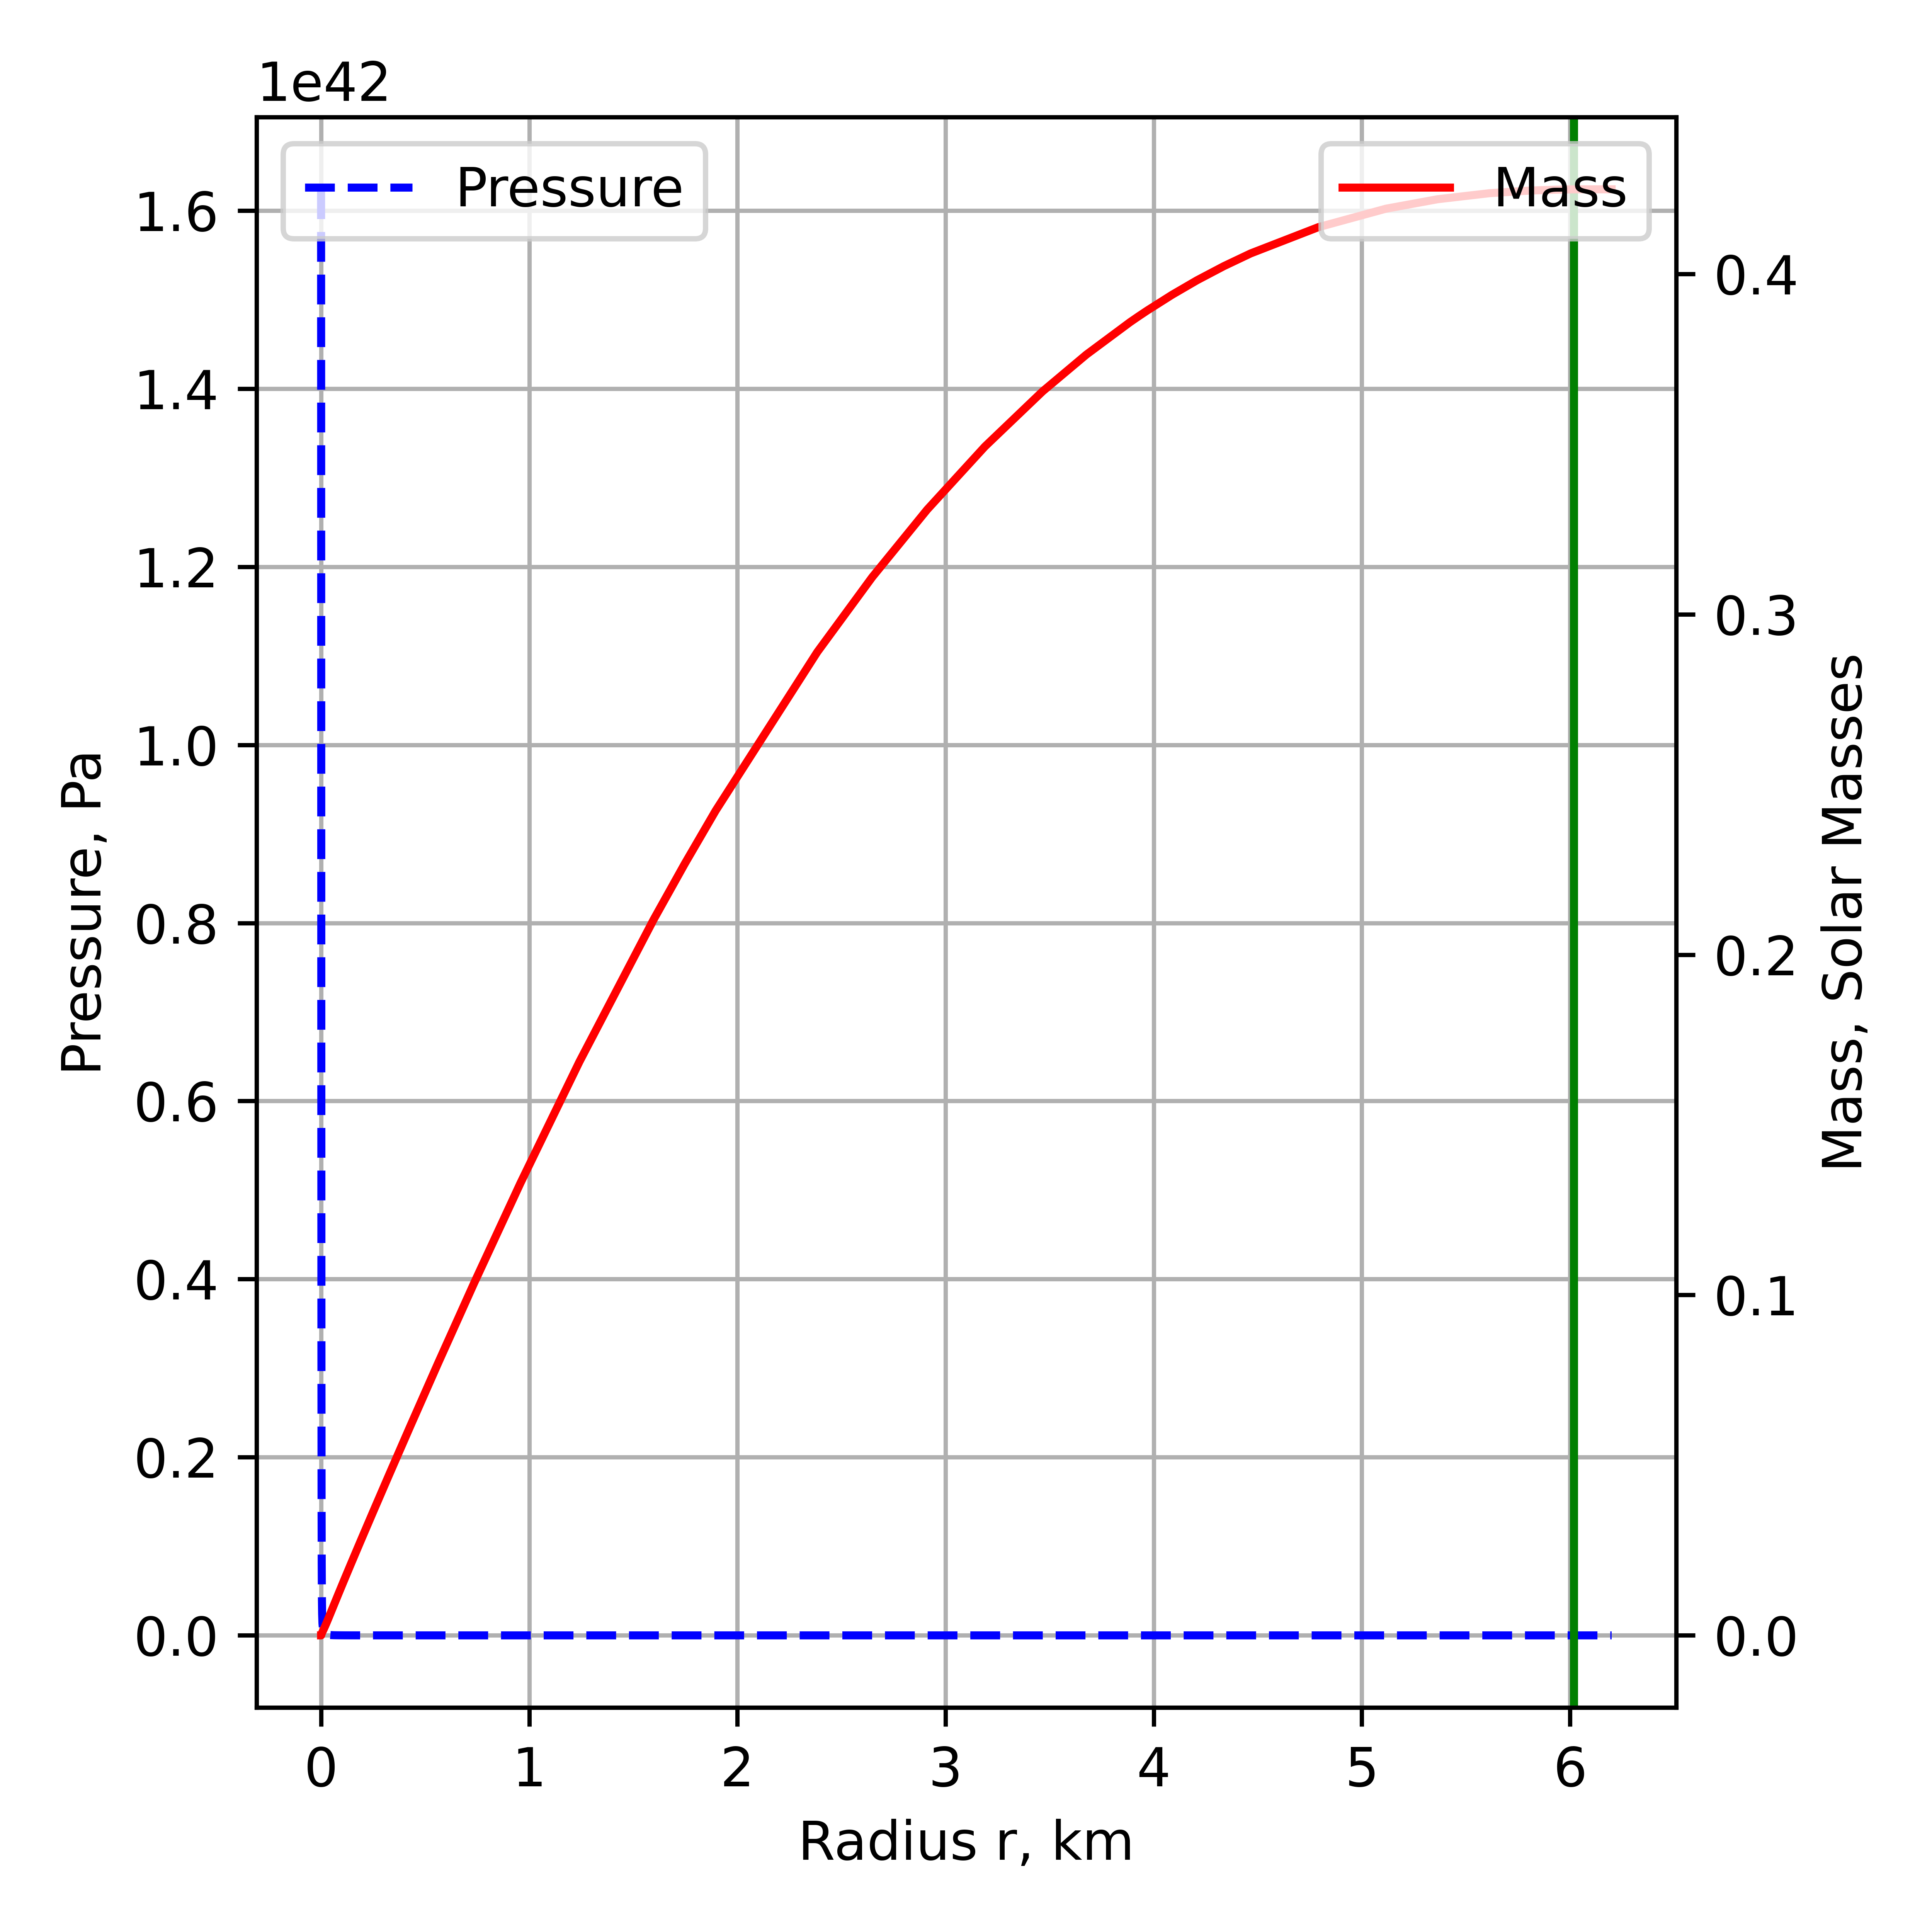 1e42
Pressure
Mass
1.6
1.4
1.2
1.0
0.8
0.6
0.4
0.2
0.0
Pressure, Pa
0.4
0.3
0.2
0.1
0.0
Mass, Solar Masses
0 1 2 3 4 5 6
Radius r, km